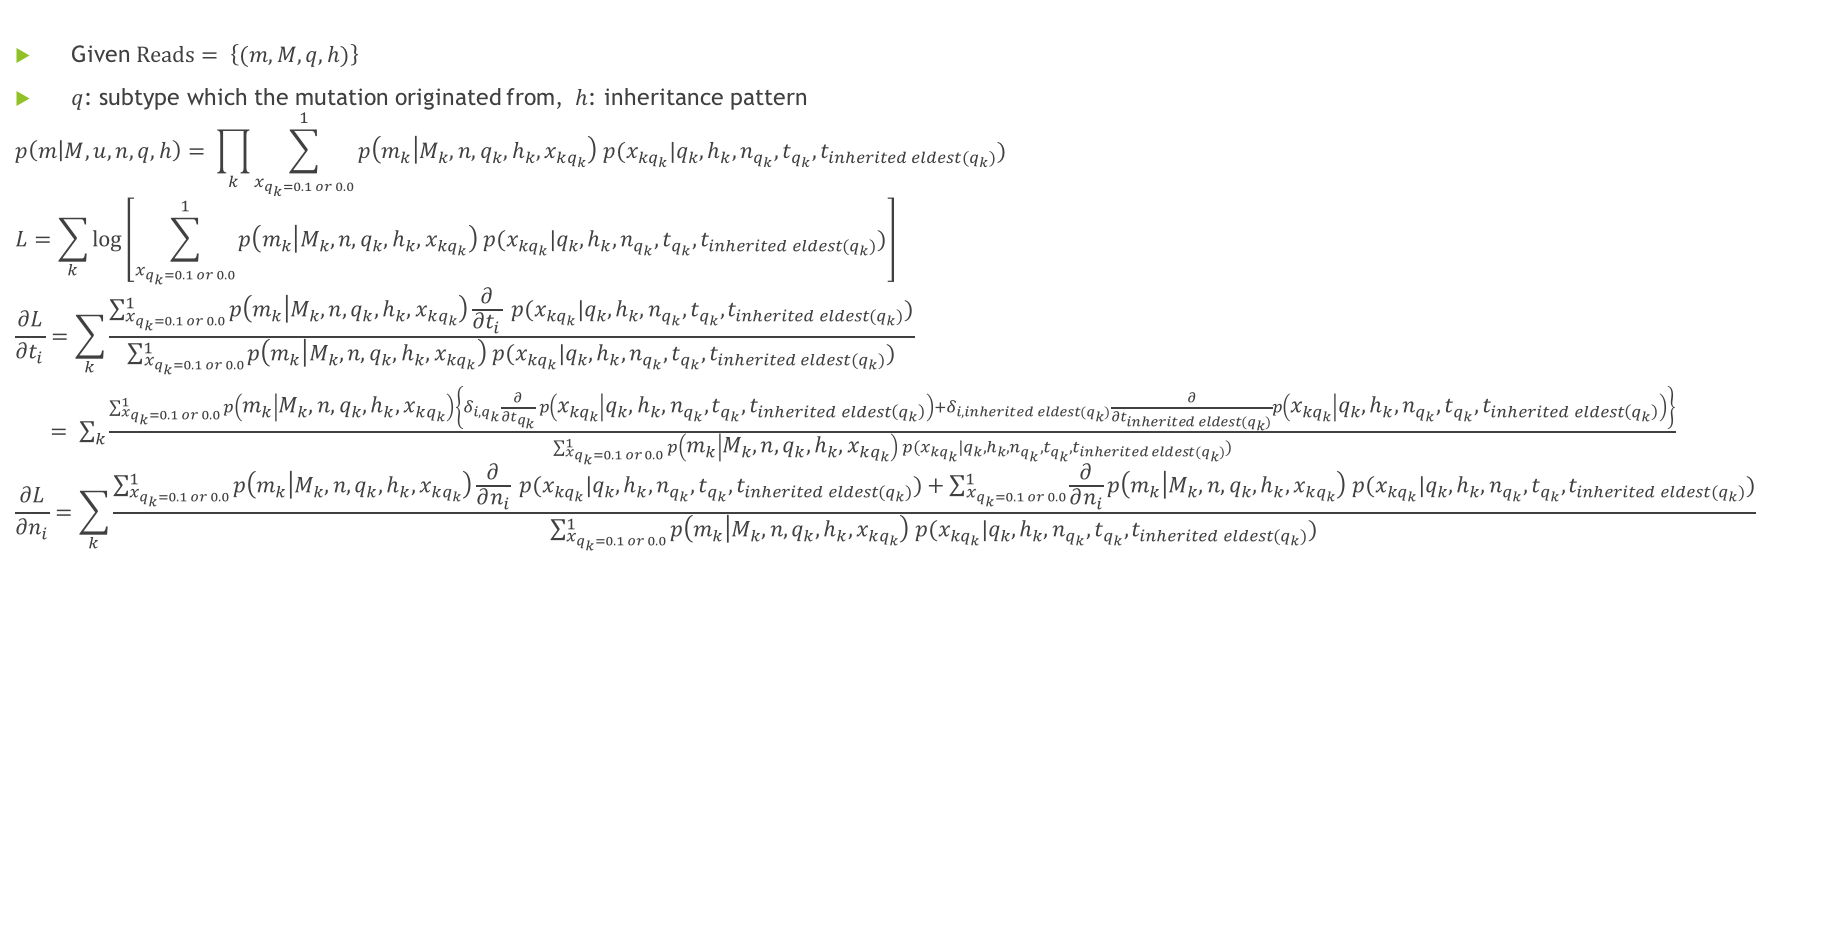 ▶ Given Reads = {(m, M, q, h)}
▶ q: subtype which the mutation originated from, h: inheritance pattern
p(m|M, u, n, q, h) = ∏_k ∑_{x_{q_k}=0.1 or 0.0}^{1} p(m_k|M_k, n, q_k, h_k, x_{kq_k}) p(x_{kq_k}|q_k, h_k, n_{q_k}, t_{q_k}, t_{inherited eldest(q_k)})
L = ∑_k log[∑_{x_{q_k}=0.1 or 0.0}^{1} p(m_k|M_k, n, q_k, h_k, x_{kq_k}) p(x_{kq_k}|q_k, h_k, n_{q_k}, t_{q_k}, t_{inherited eldest(q_k)})]
∂L/∂t_i = ∑_k \frac{∑_{x_{q_k}=0.1 or 0.0}^{1} p(m_k|M_k, n, q_k, h_k, x_{kq_k}) \frac{∂}{∂t_i} p(x_{kq_k}|q_k, h_k, n_{q_k}, t_{q_k}, t_{inherited eldest(q_k)})}{∑_{x_{q_k}=0.1 or 0.0}^{1} p(m_k|M_k, n, q_k, h_k, x_{kq_k}) p(x_{kq_k}|q_k, h_k, n_{q_k}, t_{q_k}, t_{inherited eldest(q_k)})}
= ∑_k \frac{∑_{x_{q_k}=0.1 or 0.0}^{1} p(m_k|M_k, n, q_k, h_k, x_{kq_k}) {δ_{i,q_k} \frac{∂}{∂t_{q_k}} p(x_{kq_k}|q_k, h_k, n_{q_k}, t_{q_k}, t_{inherited eldest(q_k)}) + δ_{i,inherited eldest(q_k)} \frac{∂}{∂t_{inherited eldest(q_k)}} p(x_{kq_k}|q_k, h_k, n_{q_k}, t_{q_k}, t_{inherited eldest(q_k)})}}{∑_{x_{q_k}=0.1 or 0.0}^{1} p(m_k|M_k, n, q_k, h_k, x_{kq_k}) p(x_{kq_k}|q_k, h_k, n_{q_k}, t_{q_k}, t_{inherited eldest(q_k)})}
∂L/∂n_i = ∑_k \frac{∑_{x_{q_k}=0.1 or 0.0}^{1} p(m_k|M_k, n, q_k, h_k, x_{kq_k}) \frac{∂}{∂n_i} p(x_{kq_k}|q_k, h_k, n_{q_k}, t_{q_k}, t_{inherited eldest(q_k)}) + ∑_{x_{q_k}=0.1 or 0.0}^{1} \frac{∂}{∂n_i} p(m_k|M_k, n, q_k, h_k, x_{kq_k}) p(x_{kq_k}|q_k, h_k, n_{q_k}, t_{q_k}, t_{inherited eldest(q_k)})}{∑_{x_{q_k}=0.1 or 0.0}^{1} p(m_k|M_k, n, q_k, h_k, x_{kq_k}) p(x_{kq_k}|q_k, h_k, n_{q_k}, t_{q_k}, t_{inherited eldest(q_k)})}